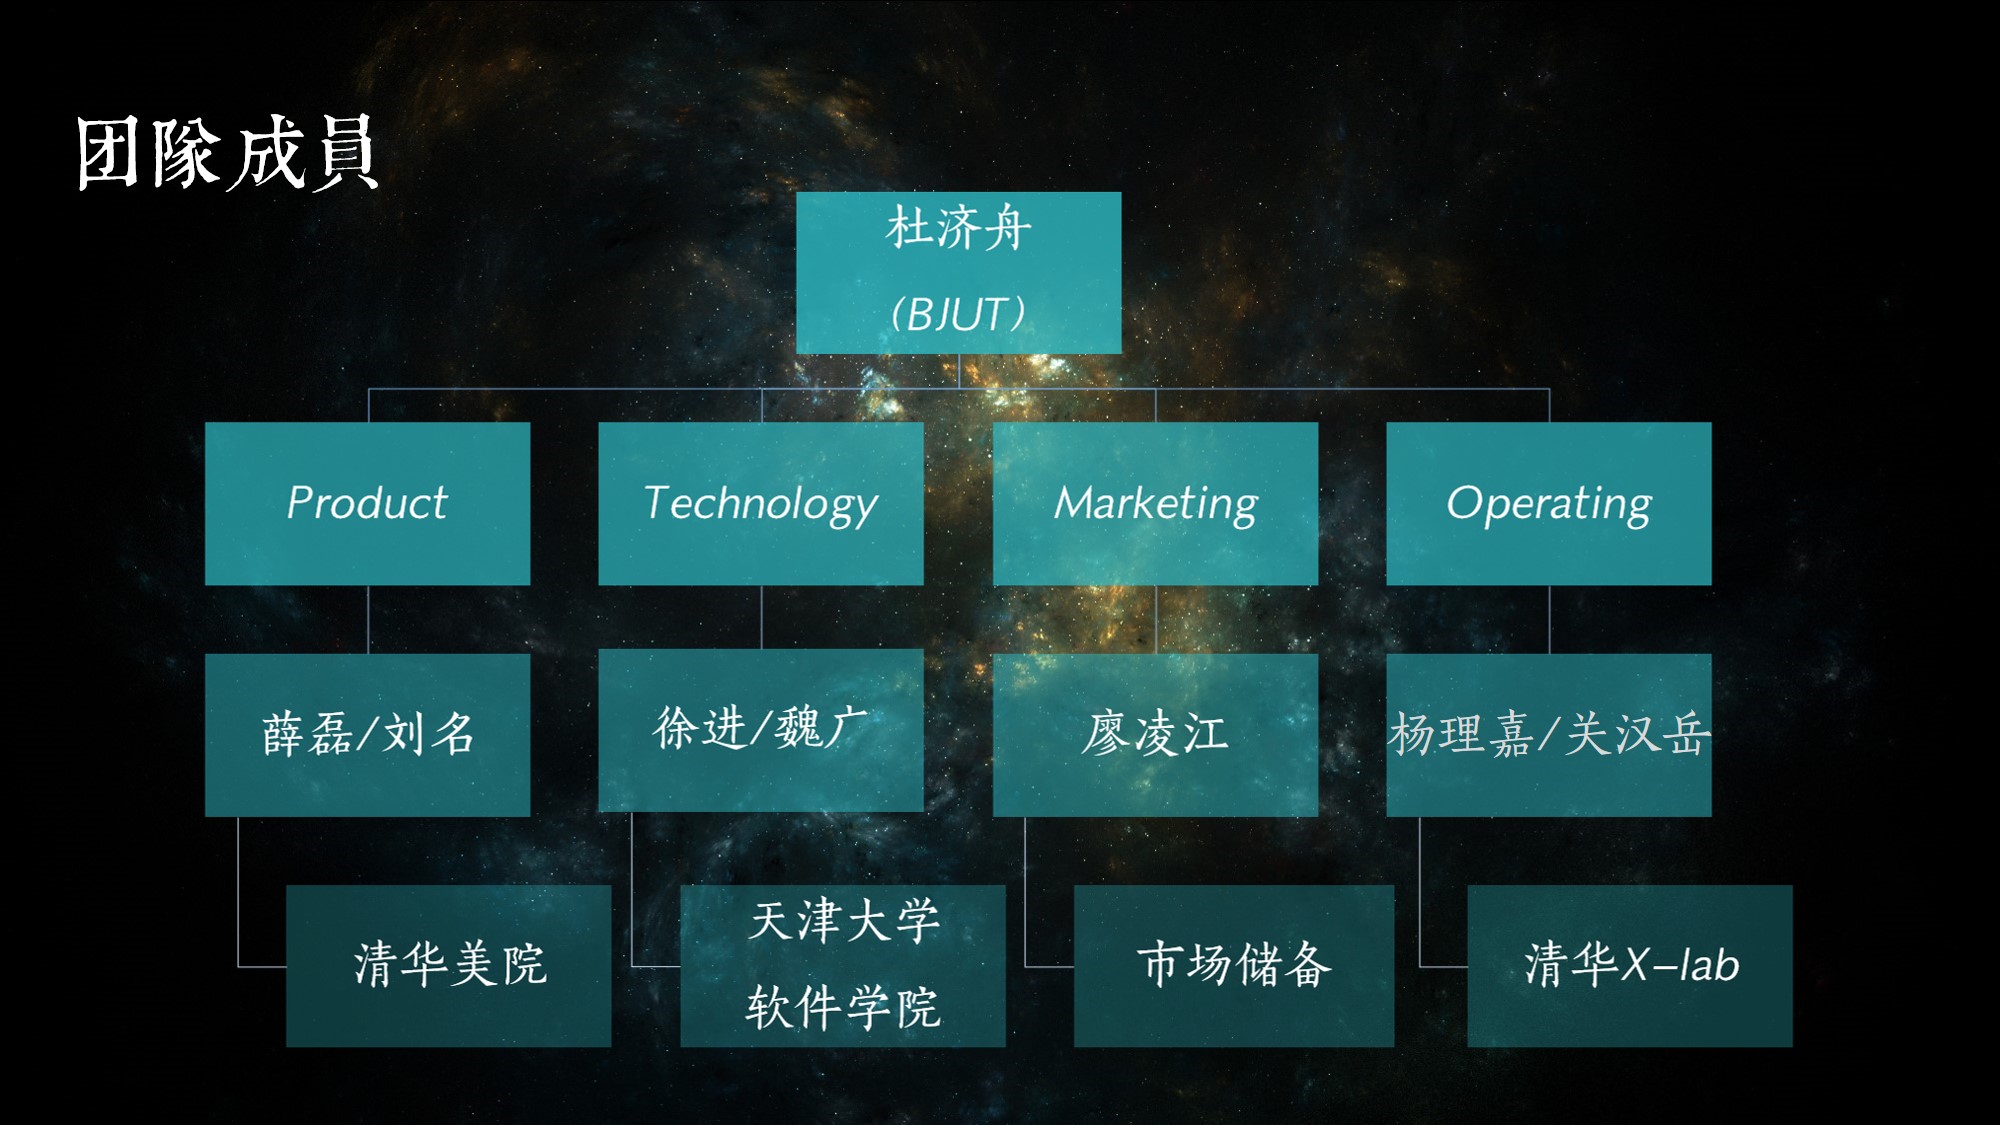 团隊成員
杜济舟
(BJUT)
Product
Technology
Marketing
Operating
薛磊/刘名
徐进/魏广
廖凌江
杨理嘉/关汉岳
清华美院
天津大学
软件学院
市场储备
清华X-lab